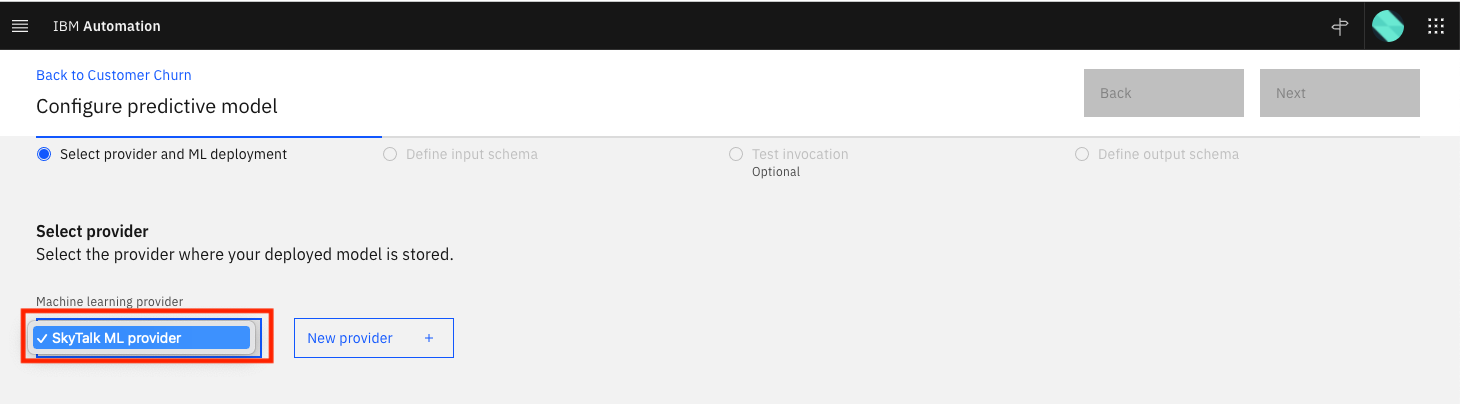 IBM Automation
Back to Customer Churn
Configure predictive model
Back
Next
Select provider and ML deployment
Define input schema
Test invocation
Optional
Define output schema
Select provider
Select the provider where your deployed model is stored.
Machine learning provider
✓ SkyTalk ML provider
New provider +